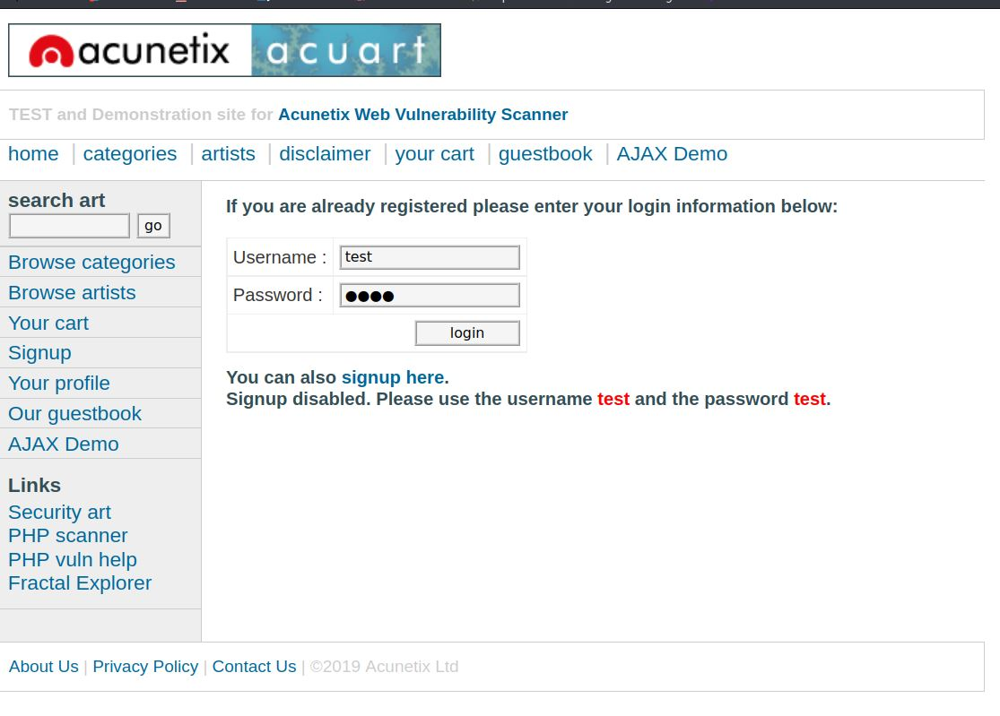 acunetix acuart
TEST and Demonstration site for Acunetix Web Vulnerability Scanner
home | categories | artists | disclaimer | your cart | guestbook | AJAX Demo
search art
go
Browse categories
Browse artists
Your cart
Signup
Your profile
Our guestbook
AJAX Demo
Links
Security art
PHP scanner
PHP vuln help
Fractal Explorer
If you are already registered please enter your login information below:
Username : test
Password : ●●●●
login
You can also signup here.
Signup disabled. Please use the username test and the password test.
About Us | Privacy Policy | Contact Us | ©2019 Acunetix Ltd